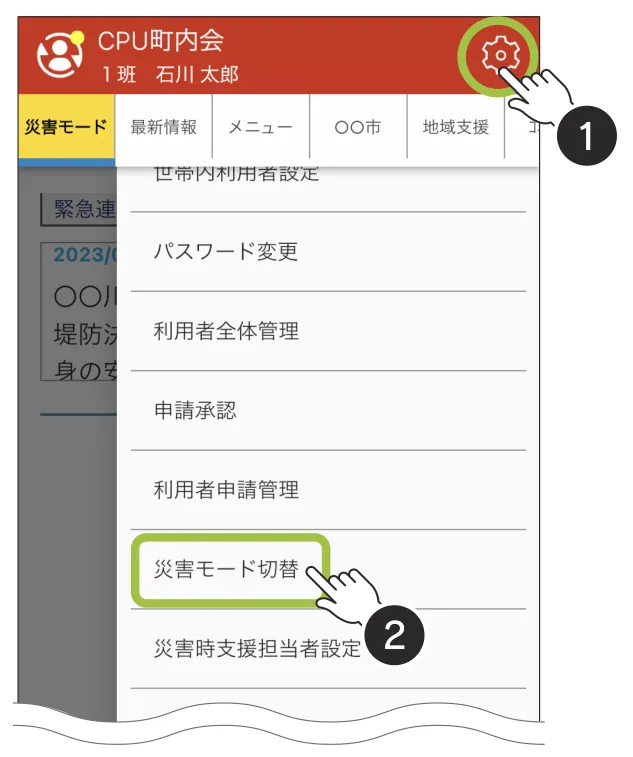 CPU町内会
1班 石川 太郎
災害モード
最新情報
メニュー
〇〇市
地域支援
1
世帯内利用者設定
緊急連
パスワード変更
2023/0
〇〇川
堤防決
身の安
利用者全体管理
申請承認
利用者申請管理
災害モード切替
2
災害時支援担当者設定